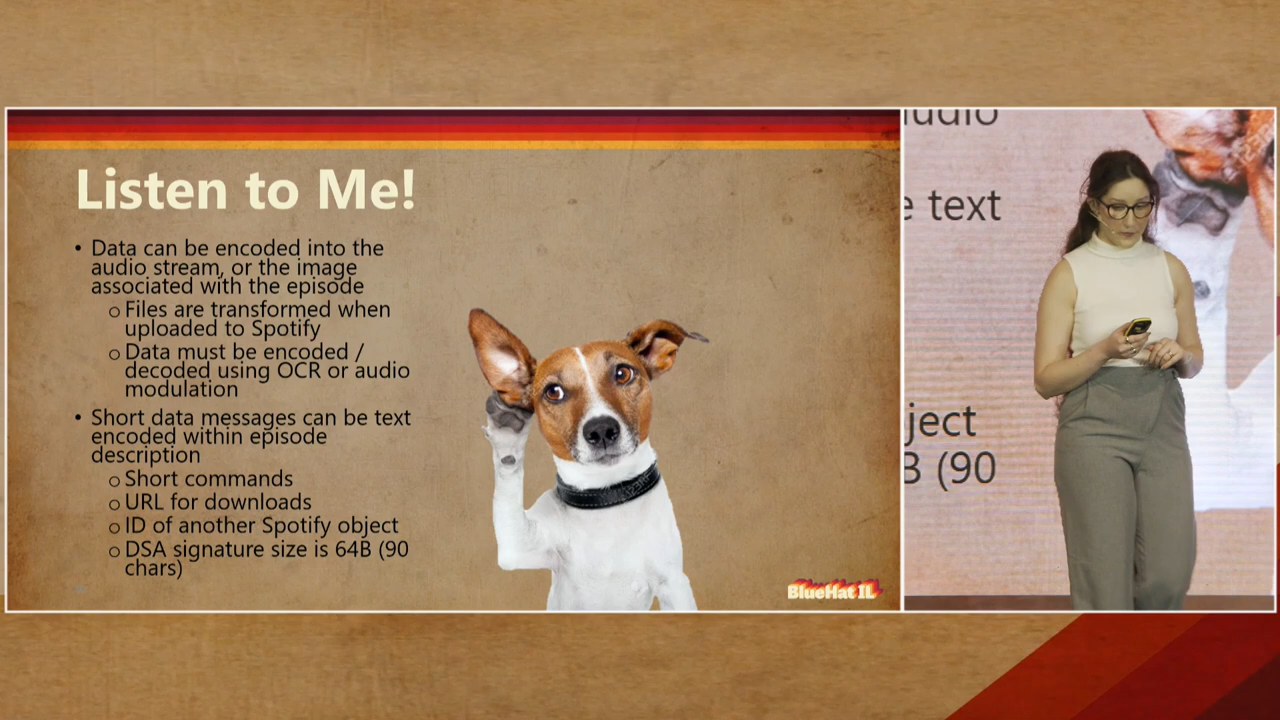 Listen to Me!
• Data can be encoded into the
audio stream, or the image
associated with the episode
o Files are transformed when
uploaded to Spotify
o Data must be encoded /
decoded using OCR or audio
modulation
• Short data messages can be text
encoded within episode
description
o Short commands
o URL for downloads
o ID of another Spotify object
o DSA signature size is 64B (90
chars)
BlueHat IL
audio
e text
ject
B (90